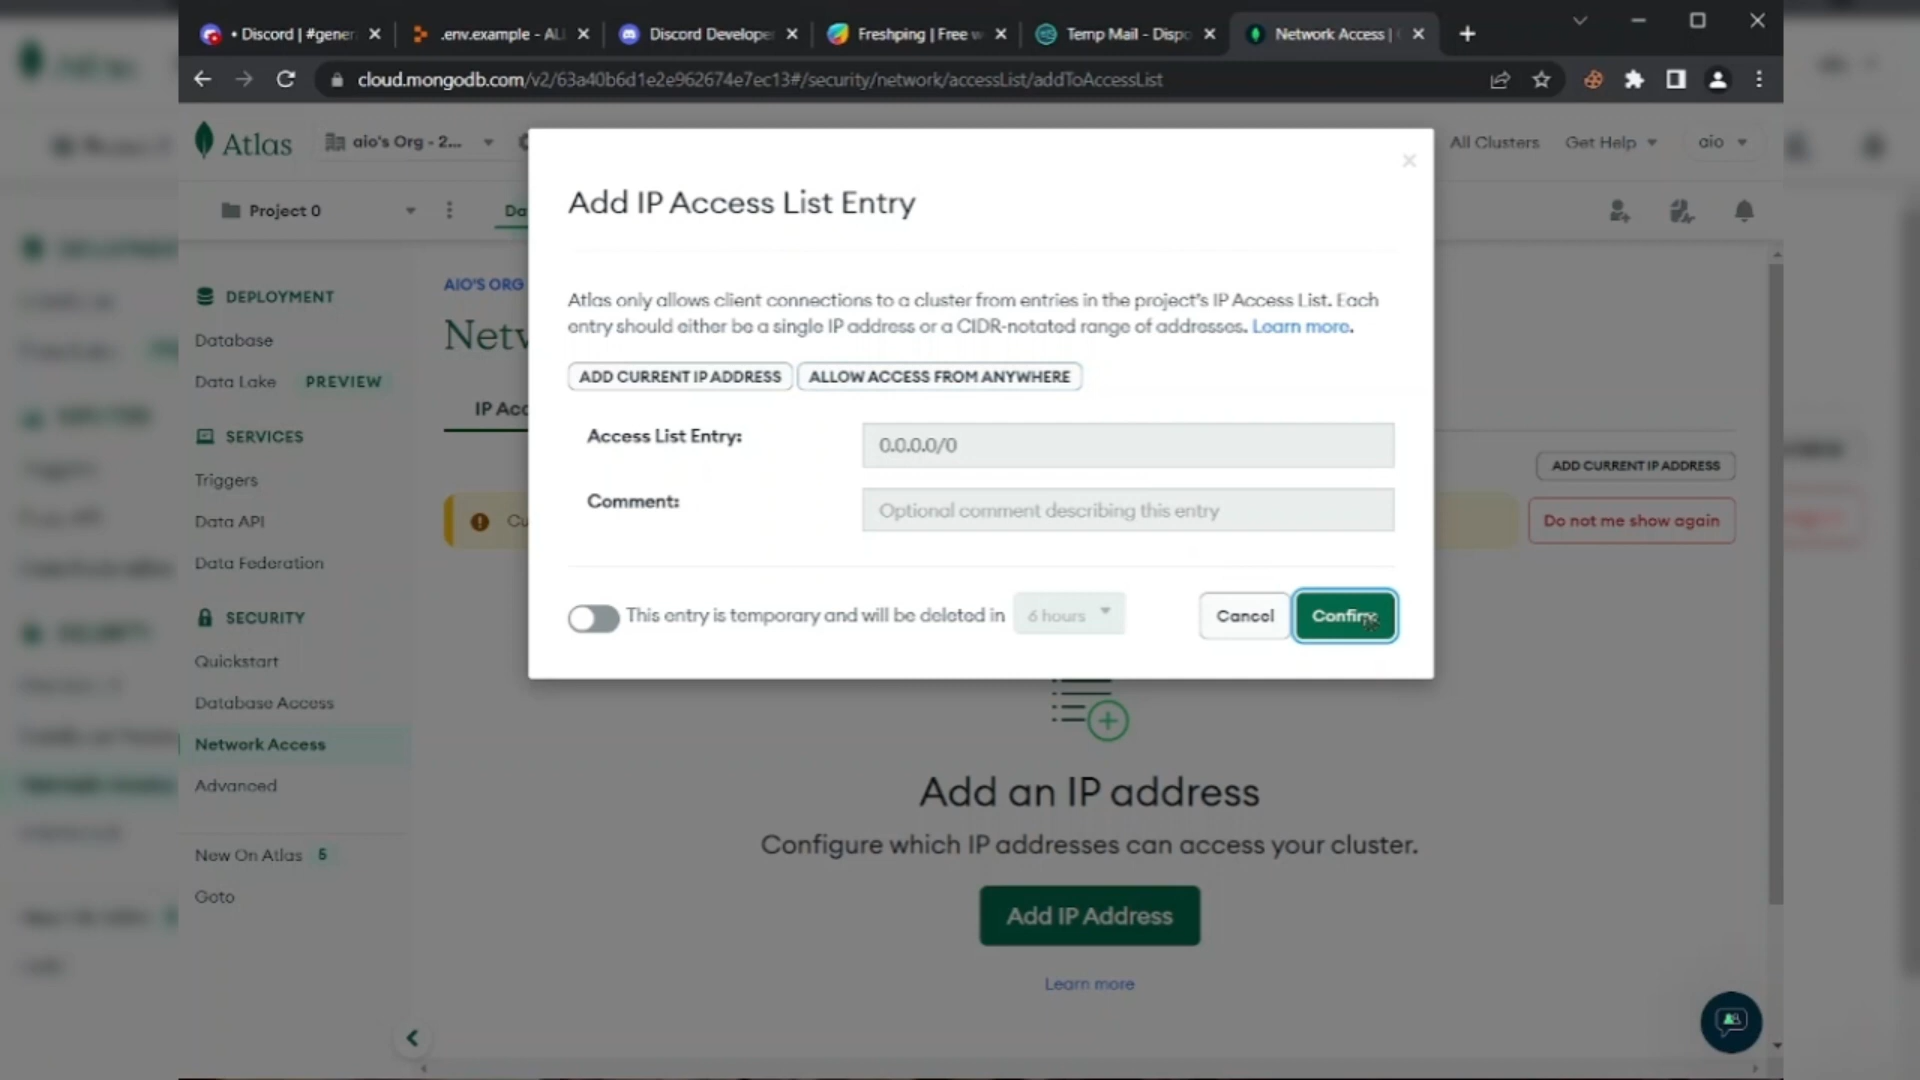 • Discord | #gener
.env.example - AL
Discord Develope
Freshping | Free w
Temp Mail - Dispo
Network Access |
cloud.mongodb.com/v2/63a40b6d1e2e962674e7ec13#/security/network/accessList/addToAccessList
Atlas
aio's Org - 2...
All Clusters
Get Help
aio
Project 0
Da
Add IP Access List Entry
DEPLOYMENT
Database
Data Lake PREVIEW
SERVICES
Triggers
Data API
Data Federation
SECURITY
Quickstart
Database Access
Network Access
Advanced
New On Atlas 5
Goto
AIO'S ORG
Netw
IP Acc
Cu
Atlas only allows client connections to a cluster from entries in the project's IP Access List. Each
entry should either be a single IP address or a CIDR-notated range of addresses. Learn more.
ADD CURRENT IP ADDRESS
ALLOW ACCESS FROM ANYWHERE
Access List Entry:
0.0.0.0/0
Comment:
Optional comment describing this entry
This entry is temporary and will be deleted in
6 hours
Cancel
Confirm
ADD CURRENT IP ADDRESS
Do not me show again
Add an IP address
Configure which IP addresses can access your cluster.
Add IP Address
Learn more